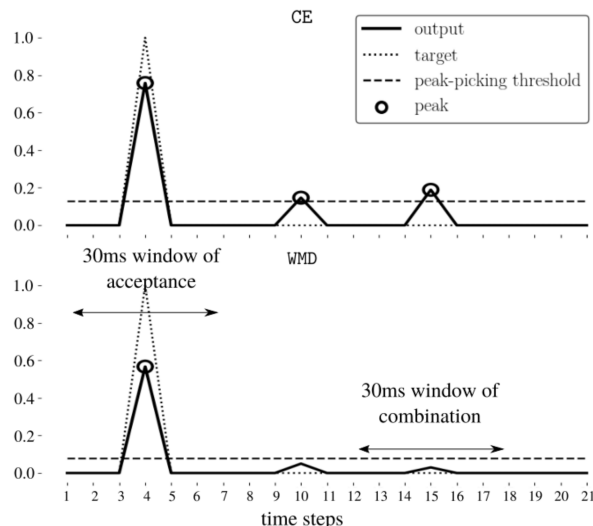 CE
output
target
peak-picking threshold
peak
1.0
0.8
0.6
0.4
0.2
0.0
1 2 3 4 5 6 7 8 9 10 11 12 13 14 15 16 17 18 19 20 21
30ms window of
acceptance
WMD
1.0
0.8
0.6
0.4
0.2
0.0
30ms window of
combination
time steps